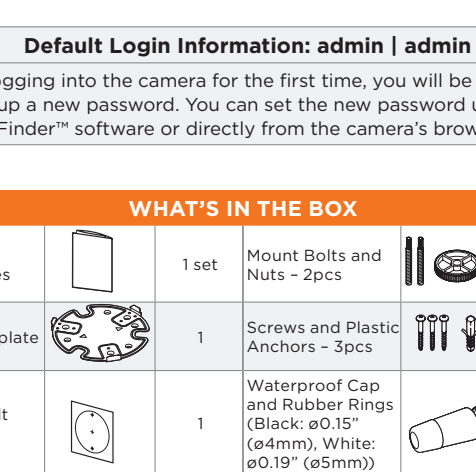 Default Login Information: admin | admin
ogging into the camera for the first time, you will be
up a new password. You can set the new password u
Finder™ software or directly from the camera's brow
WHAT'S IN THE BOX
es
1 set
Mount Bolts and
Nuts – 2pcs
plate
1
Screws and Plastic
Anchors – 3pcs
lt
1
Waterproof Cap
and Rubber Rings
(Black: ø0.15”
(ø4mm), White:
ø0.19” (ø5mm))